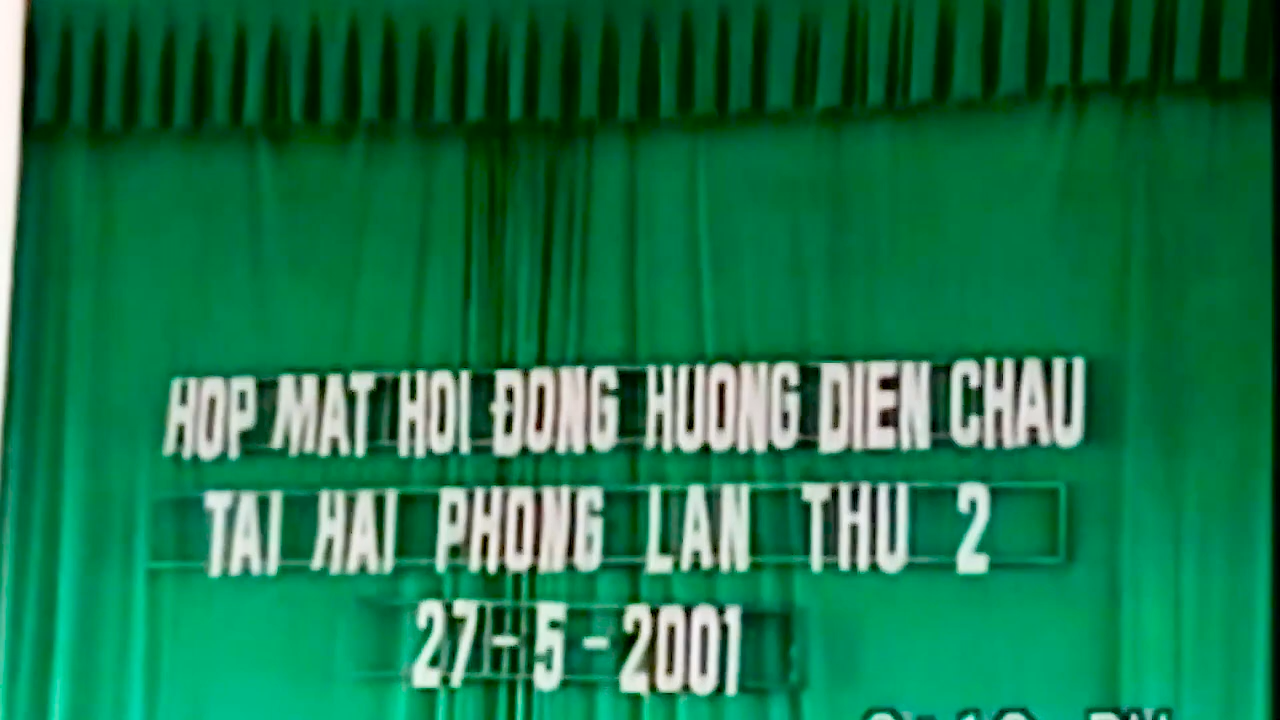 HOP MAT HOI ĐONG HUONG DIEN CHAU
TAI HAI PHONG LAN THU 2
27-5-2001